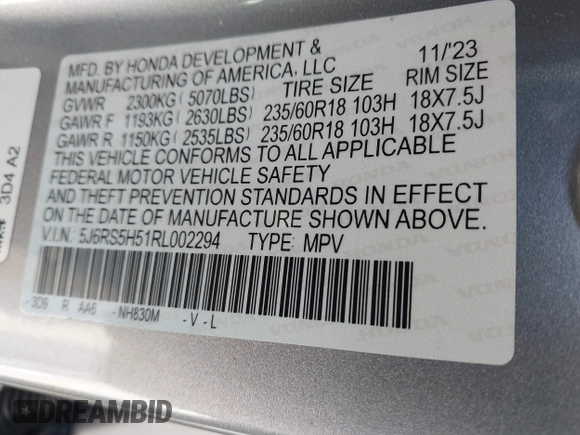 MFD. BY HONDA DEVELOPMENT & 11/'23
MANUFACTURING OF AMERICA, LLC
TIRE SIZE RIM SIZE
GVWR 2300KG ( 5070LBS)
GAWR F 1193KG ( 2630LBS) 235/60R18 103H 18X7.5J
GAWR R 1150KG ( 2535LBS) 235/60R18 103H 18X7.5J
THIS VEHICLE CONFORMS TO ALL APPLICABLE
FEDERAL MOTOR VEHICLE SAFETY
AND THEFT PREVENTION STANDARDS IN EFFECT
ON THE DATE OF MANUFACTURE SHOWN ABOVE.
V.I.N.: 5J6RS5H51RL002294 TYPE: MPV
3D9 R AA6 -NH830M -V-L
3D4 A2
HONDA
DREAMBID